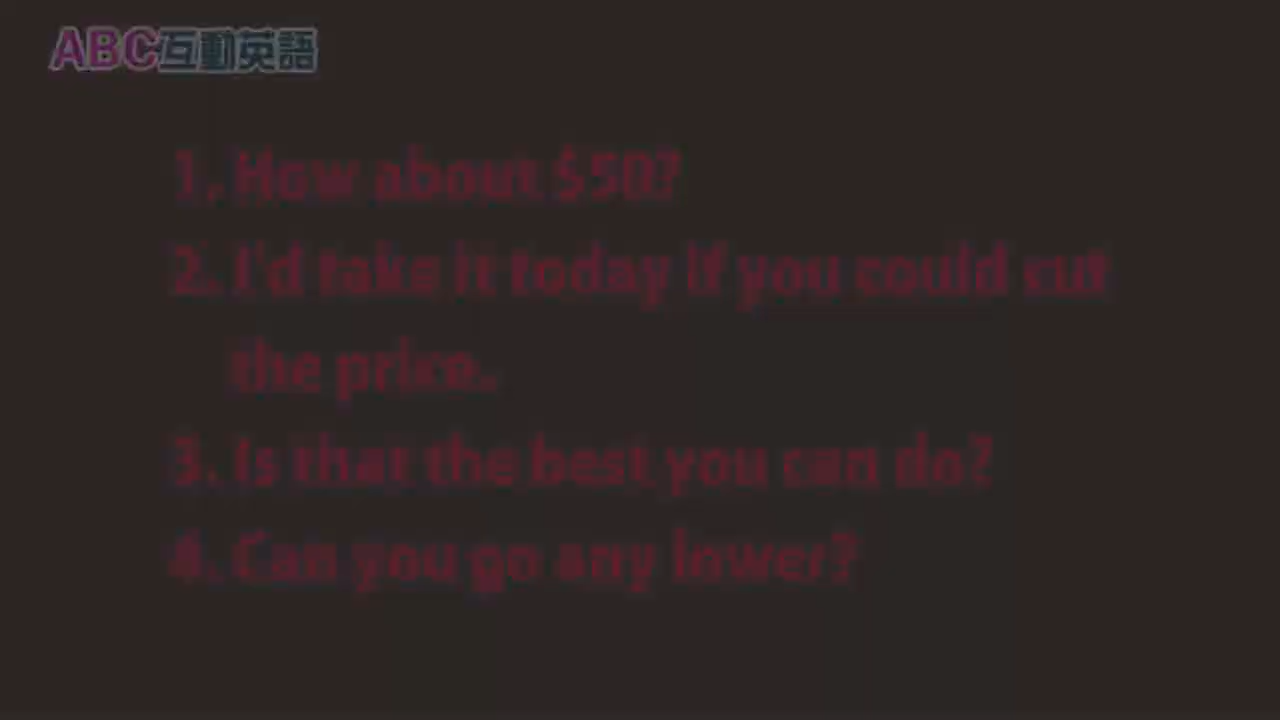 ABC互動英語
1. How about $50?
2. I'd take it today if you could cut
the price.
3. Is that the best you can do?
4. Can you go any lower?